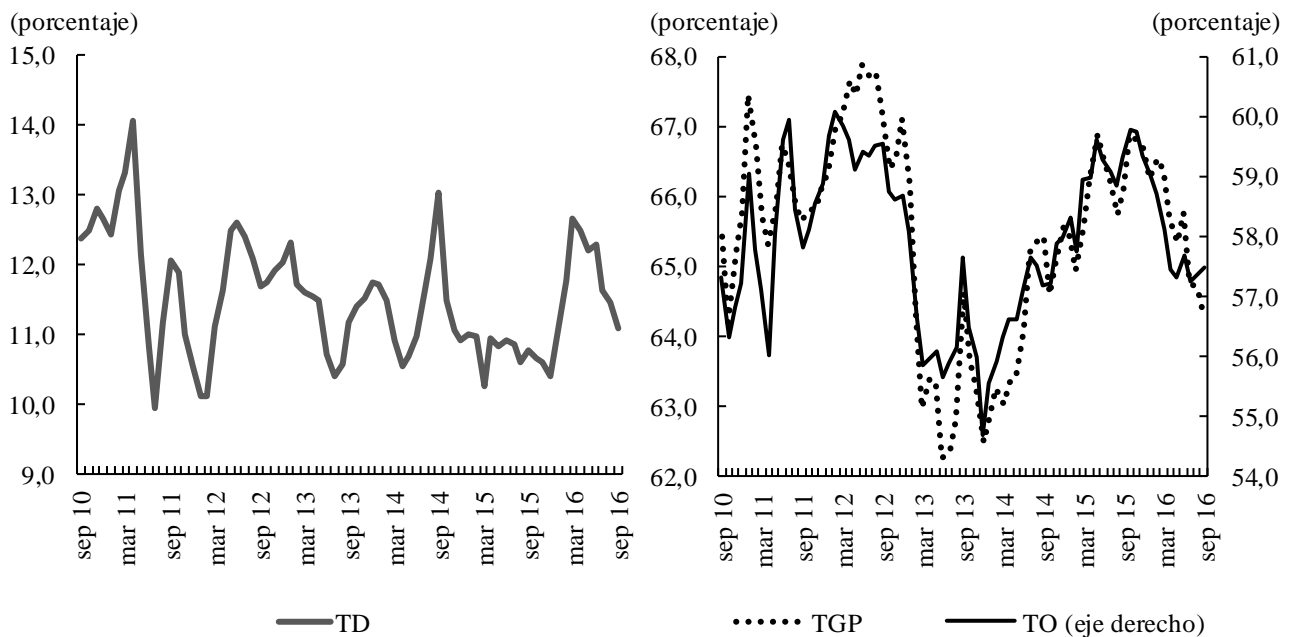 (porcentaje)
15,0
14,0
13,0
12,0
11,0
10,0
9,0
sep 10
mar 11
sep 11
mar 12
sep 12
mar 13
sep 13
mar 14
sep 14
mar 15
sep 15
mar 16
sep 16
TD
(porcentaje)
(porcentaje)
68,0
67,0
66,0
65,0
64,0
63,0
62,0
61,0
60,0
59,0
58,0
57,0
56,0
55,0
54,0
sep 10
mar 11
sep 11
mar 12
sep 12
mar 13
sep 13
mar 14
sep 14
mar 15
sep 15
mar 16
sep 16
TGP
TO (eje derecho)